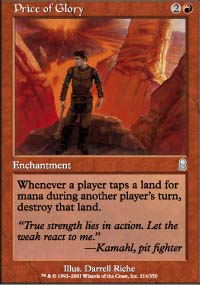 Price of Glory 2
Enchantment
Whenever a player taps a land for
mana during another player's turn,
destroy that land.
"True strength lies in action. Let the
weak react to me."
—Kamahl, pit fighter
Illus. Darrell Riche
™ & © 1993-2001 Wizards of the Coast, Inc. 214/350